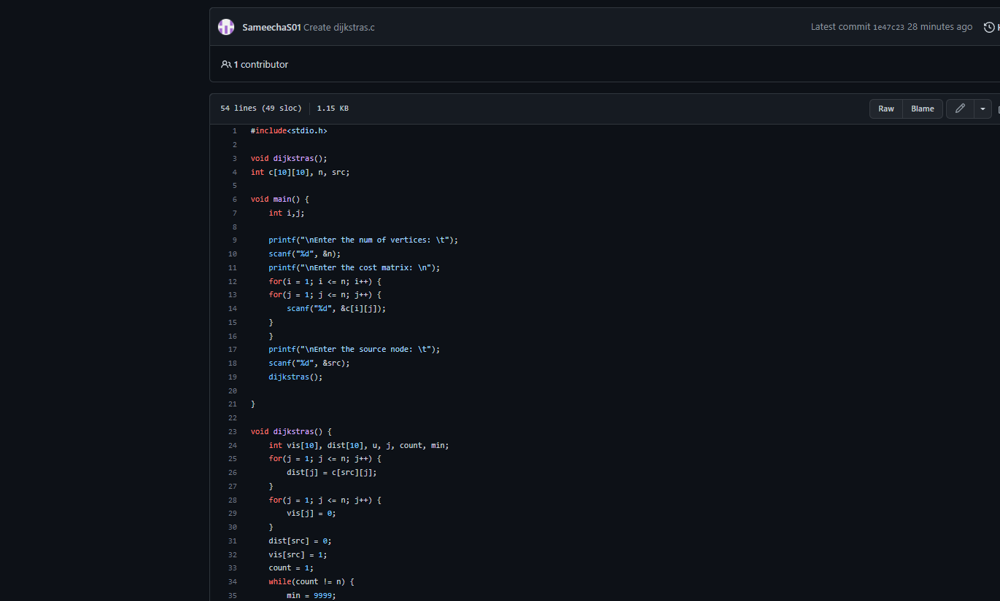 SameechaS01 Create dijkstras.c
Latest commit 1e47c23 28 minutes ago
1 contributor
54 lines (49 sloc) 1.15 KB
Raw Blame
1 #include<stdio.h>
2
3 void dijkstras();
4 int c[10][10], n, src;
5
6 void main() {
7 int i,j;
8
9 printf("\nEnter the num of vertices: \t");
10 scanf("%d", &n);
11 printf("\nEnter the cost matrix: \n");
12 for(i = 1; i <= n; i++) {
13 for(j = 1; j <= n; j++) {
14 scanf("%d", &c[i][j]);
15 }
16 }
17 printf("\nEnter the source node: \t");
18 scanf("%d", &src);
19 dijkstras();
20
21 }
22
23 void dijkstras() {
24 int vis[10], dist[10], u, j, count, min;
25 for(j = 1; j <= n; j++) {
26 dist[j] = c[src][j];
27 }
28 for(j = 1; j <= n; j++) {
29 vis[j] = 0;
30 }
31 dist[src] = 0;
32 vis[src] = 1;
33 count = 1;
34 while(count != n) {
35 min = 9999;